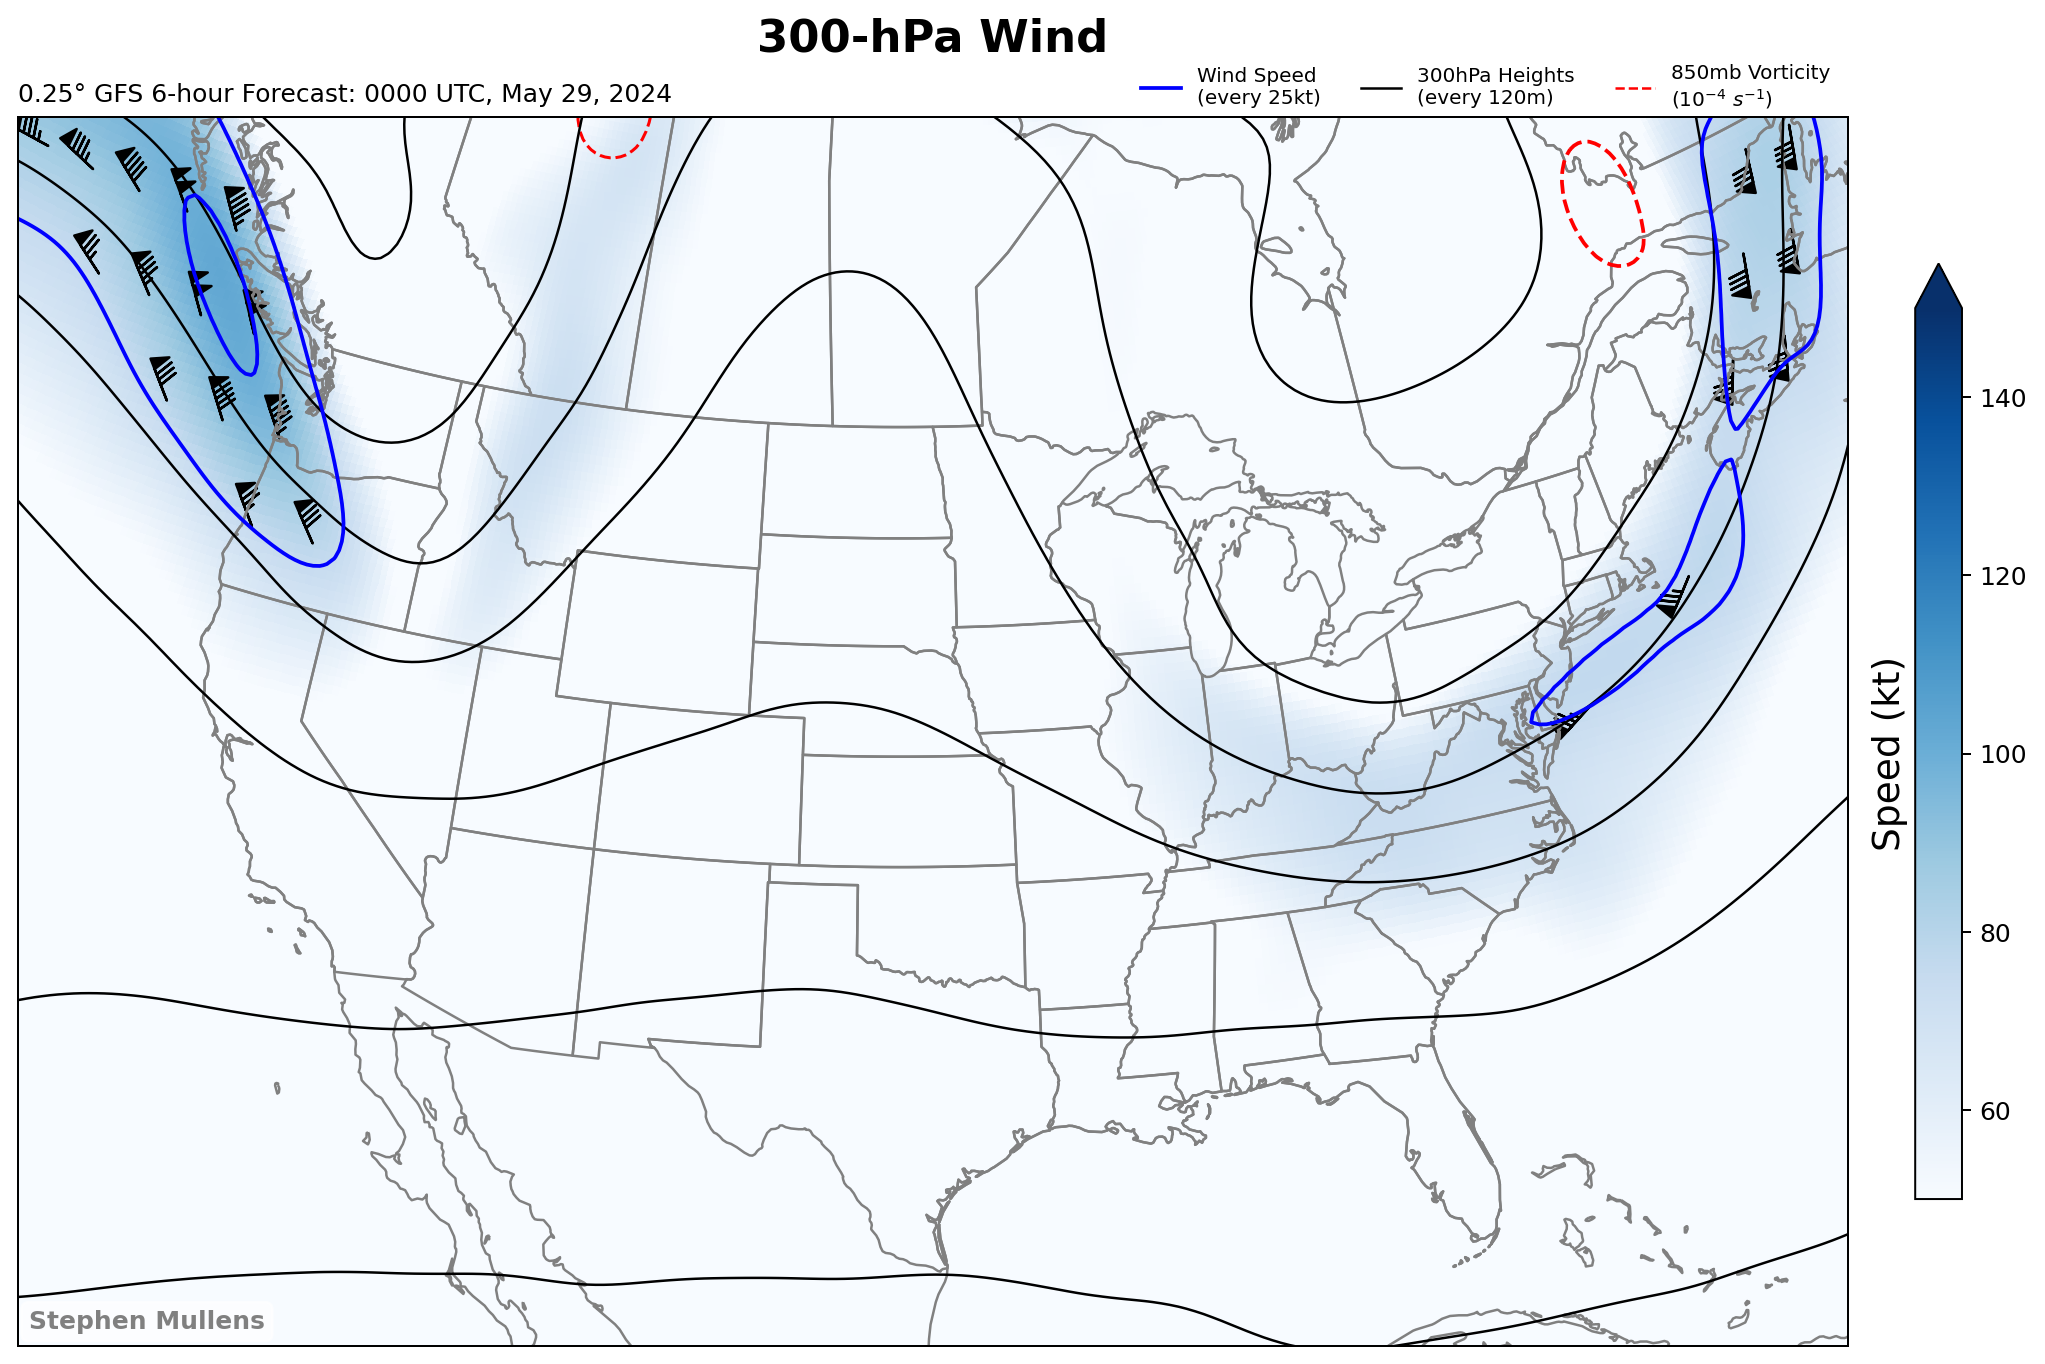 300-hPa Wind
0.25° GFS 6-hour Forecast: 0000 UTC, May 29, 2024
Wind Speed
(every 25kt)
300hPa Heights
(every 120m)
850mb Vorticity
(10⁻⁴ s⁻¹)
140
120
100
80
60
Speed (kt)
Stephen Mullens